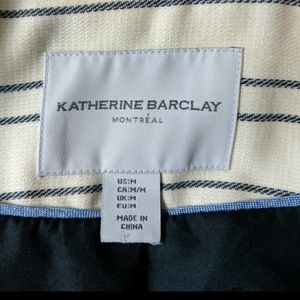 KATHERINE BARCLAY
MONTRÉAL
US:M
CA:M/M
UK:M
EU:M
MADE IN
CHINA